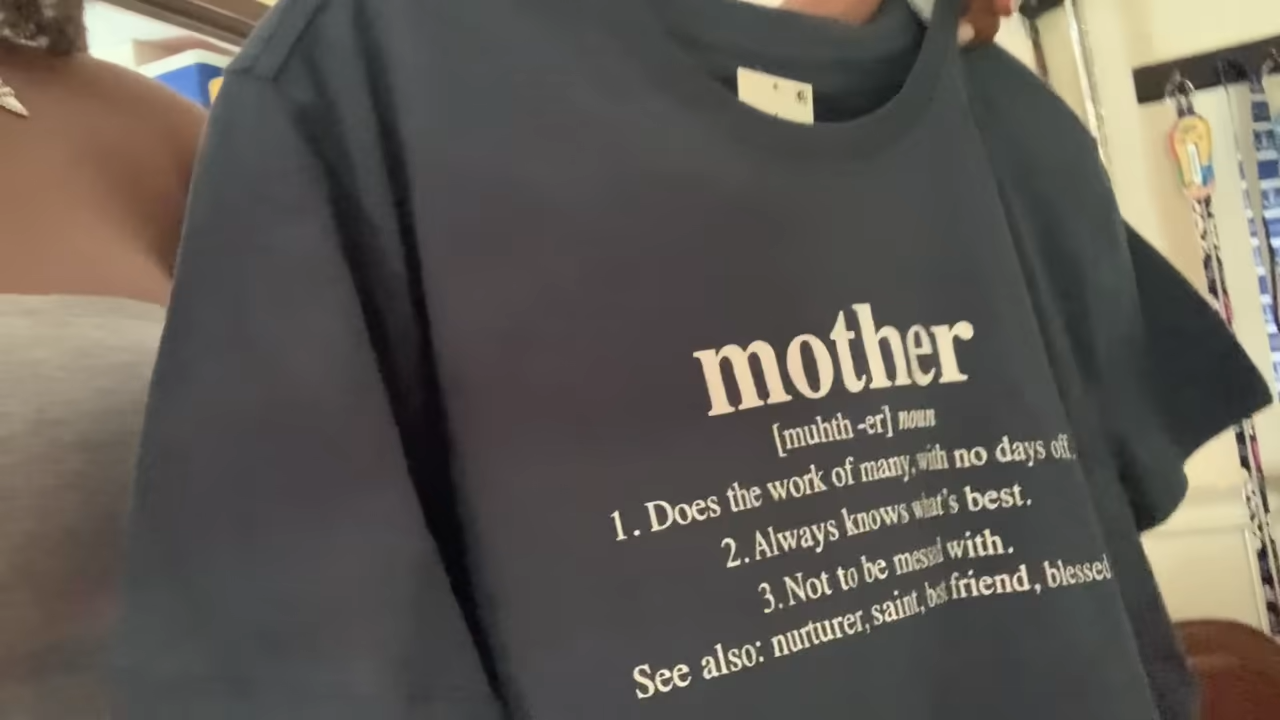 mother
[muhth-er] noun
1. Does the work of many, with no days off.
2. Always knows what's best.
3. Not to be messed with.
See also: nurturer, saint, best friend, blessed